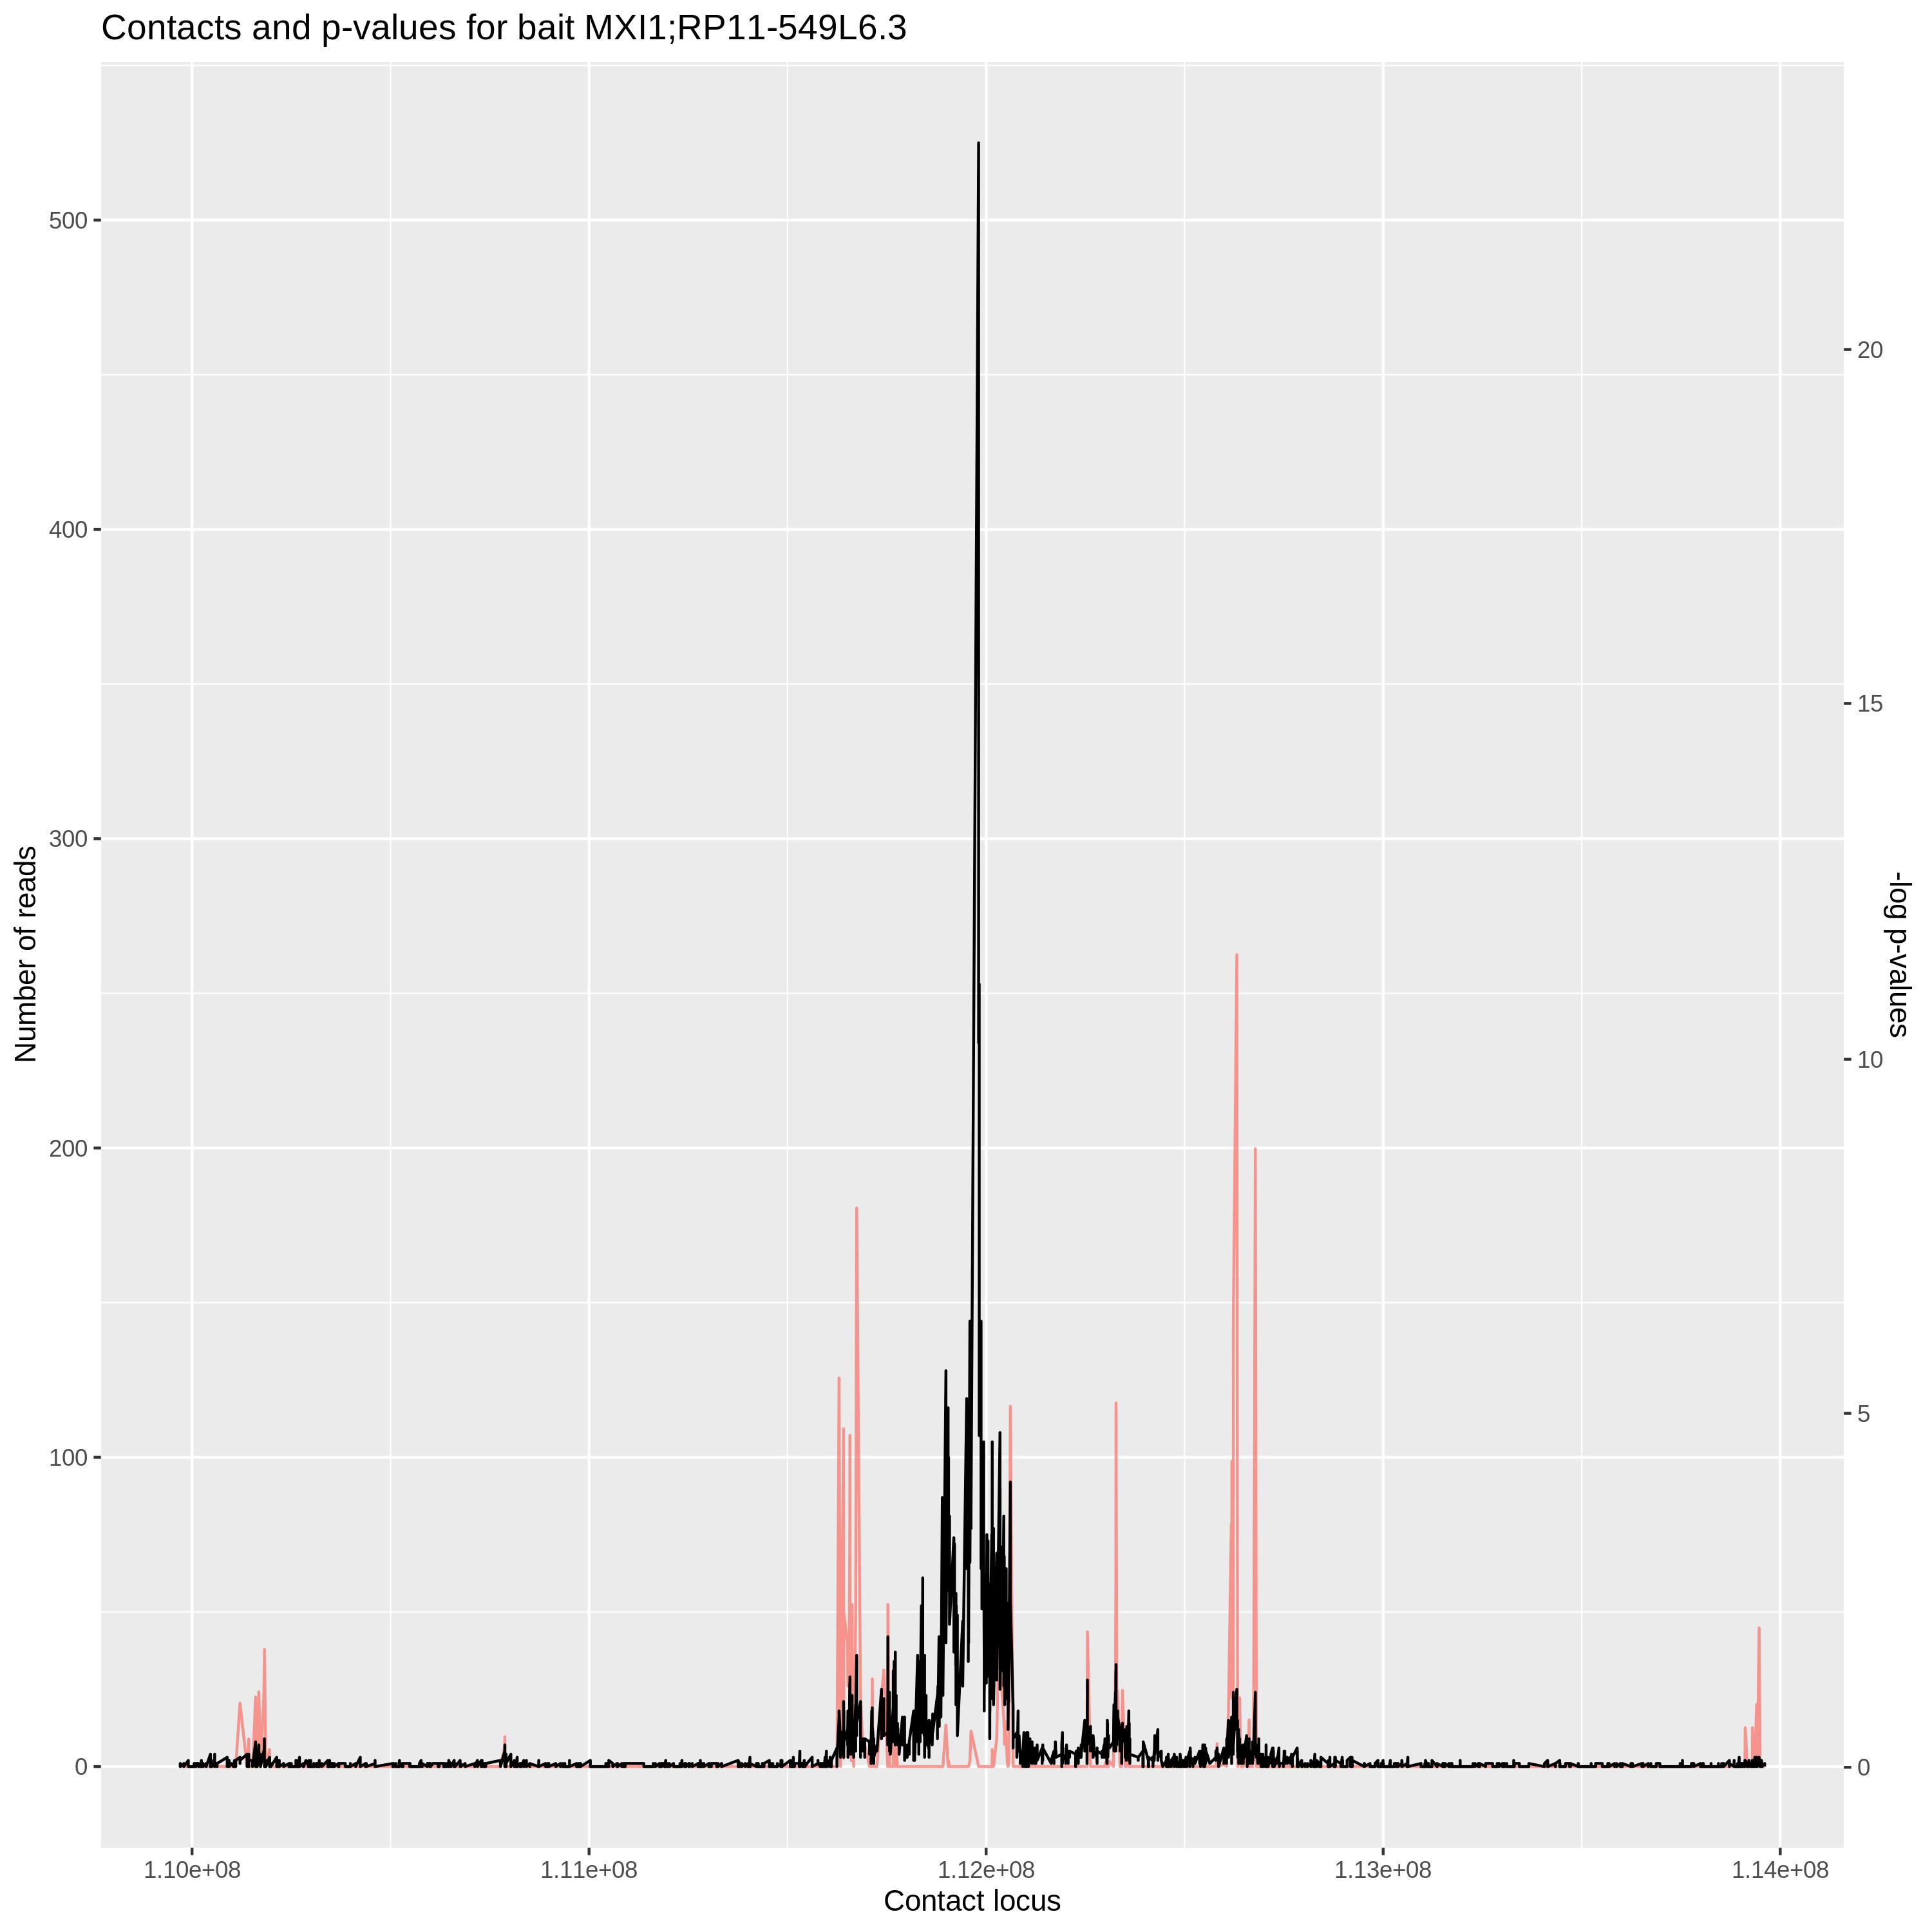 Contacts and p-values for bait MXI1;RP11-549L6.3
500
400
300
200
100
0
Number of reads
20
15
10
5
0
-log p-values
1.10e+08
1.11e+08
1.12e+08
1.13e+08
1.14e+08
Contact locus